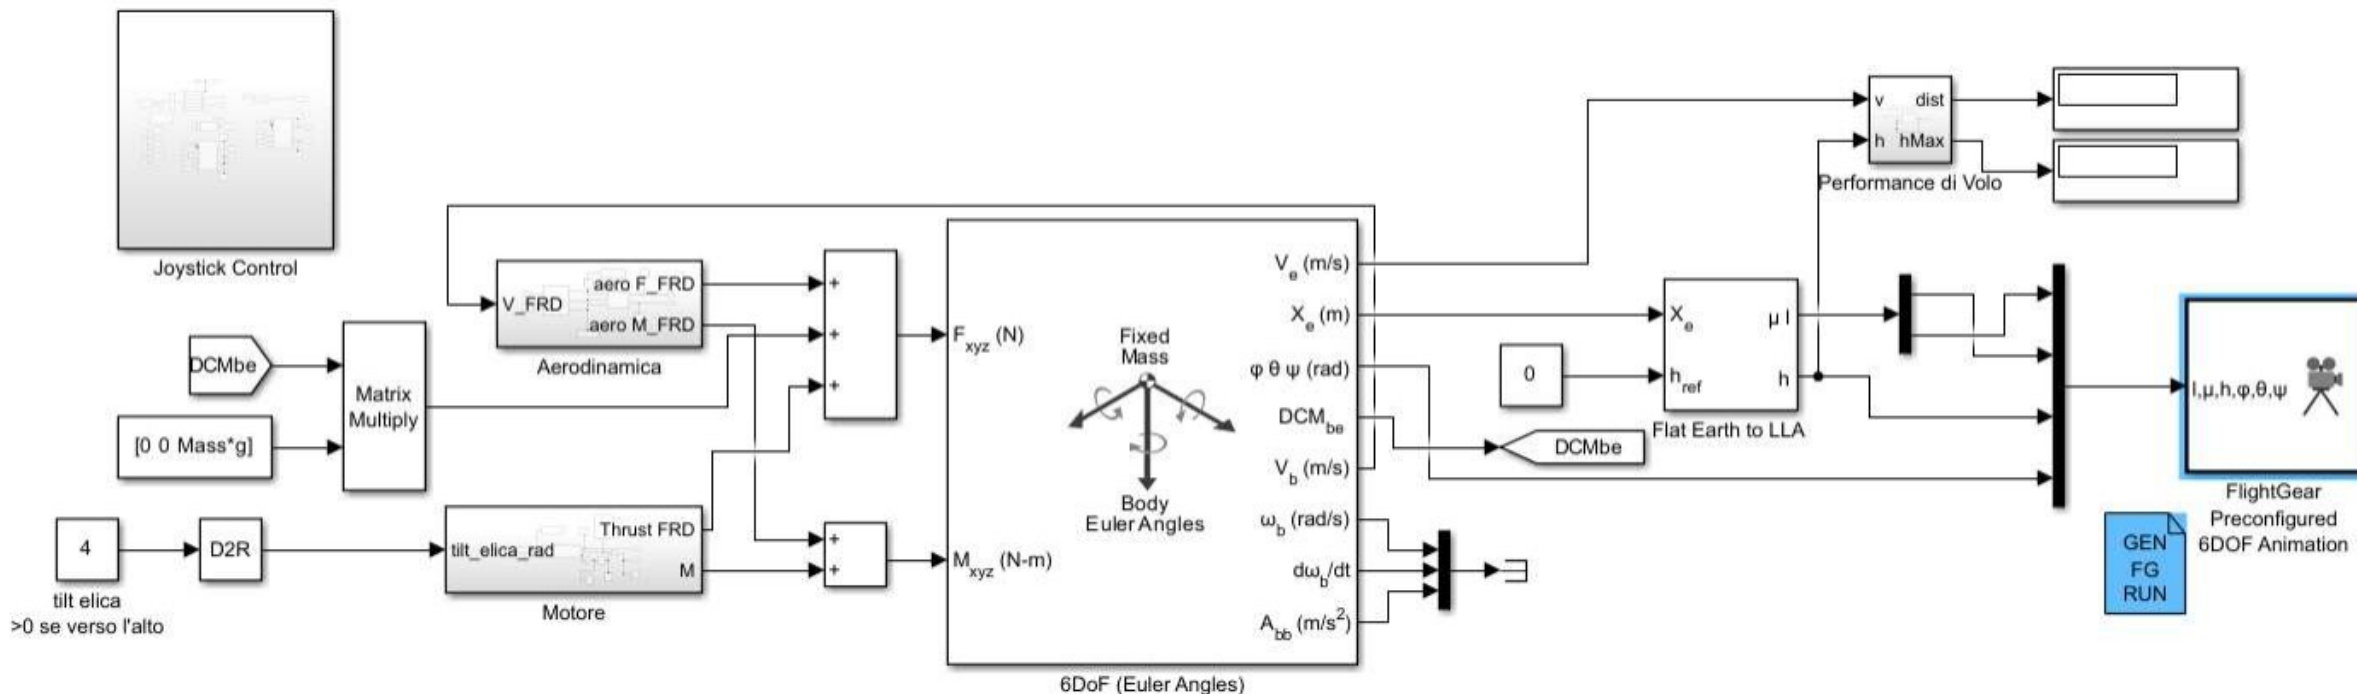 Joystick Control
DCMbe
[0 0 Mass*g]
Matrix
Multiply
4
tilt elica
>0 se verso l'alto
D2R
V_FRD
aero F_FRD
aero M_FRD
Aerodinamica
tilt_elica_rad
Thrust FRD
M
Motore
+
+
+
+
+
F_xyz (N)
M_xyz (N-m)
Fixed
Mass
Body
Euler Angles
V_e (m/s)
X_e (m)
φ θ ψ (rad)
DCM_be
V_b (m/s)
ω_b (rad/s)
dω_b/dt
A_bb (m/s²)
6DoF (Euler Angles)
0
DCMbe
X_e
h_ref
μ l
h
Flat Earth to LLA
v
h
dist
hMax
Performance di Volo
l,μ,h,φ,θ,ψ
FlightGear
Preconfigured
6DOF Animation
GEN
FG
RUN